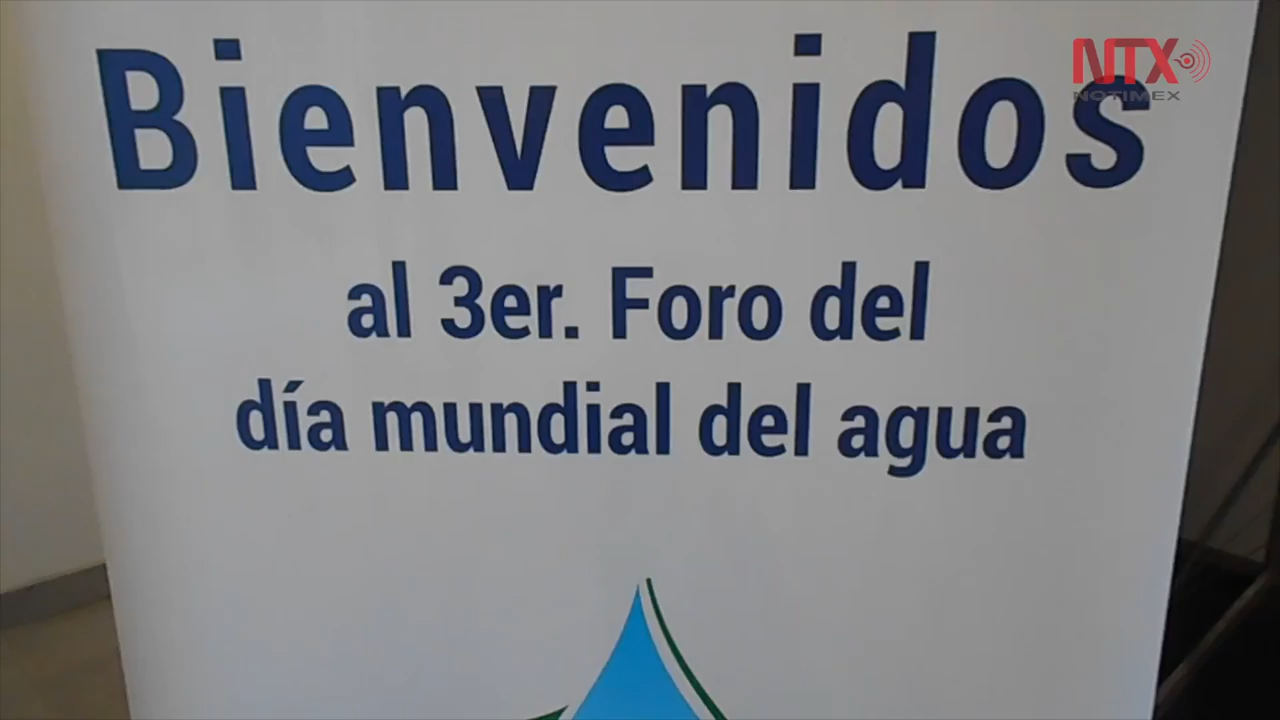 NTX
NOTIMEX
Bienvenidos
al 3er. Foro del
día mundial del agua